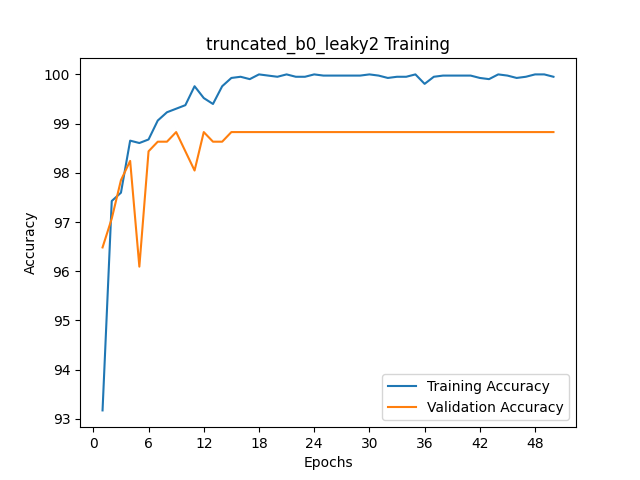 truncated_b0_leaky2 Training
100
99
98
97
96
95
94
93
Accuracy
0 6 12 18 24 30 36 42 48
Epochs
Training Accuracy
Validation Accuracy